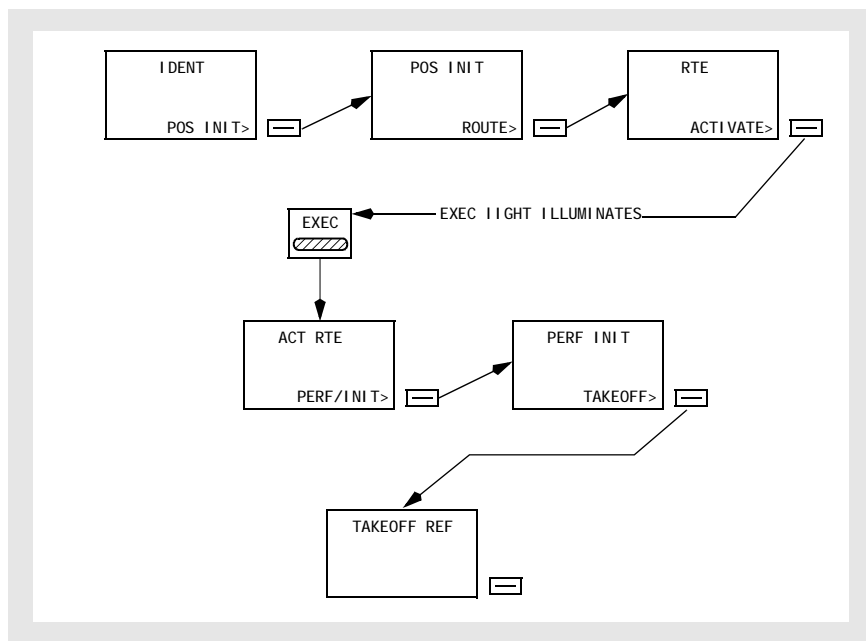 IDENT
POS INIT>
POS INIT
ROUTE>
RTE
ACTIVATE>
EXEC IIGHT ILLUMINATES
EXEC
ACT RTE
PERF/INIT>
PERF INIT
TAKEOFF>
TAKEOFF REF